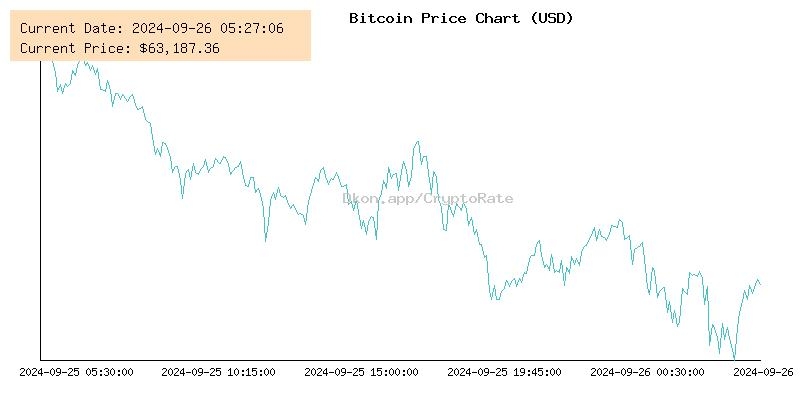 Bitcoin Price Chart (USD)
Current Date: 2024-09-26 05:27:06
Current Price: $63,187.36
Dkon.app/CryptoRate
2024-09-25 05:30:00 2024-09-25 10:15:00 2024-09-25 15:00:00 2024-09-25 19:45:00 2024-09-26 00:30:00 2024-09-26